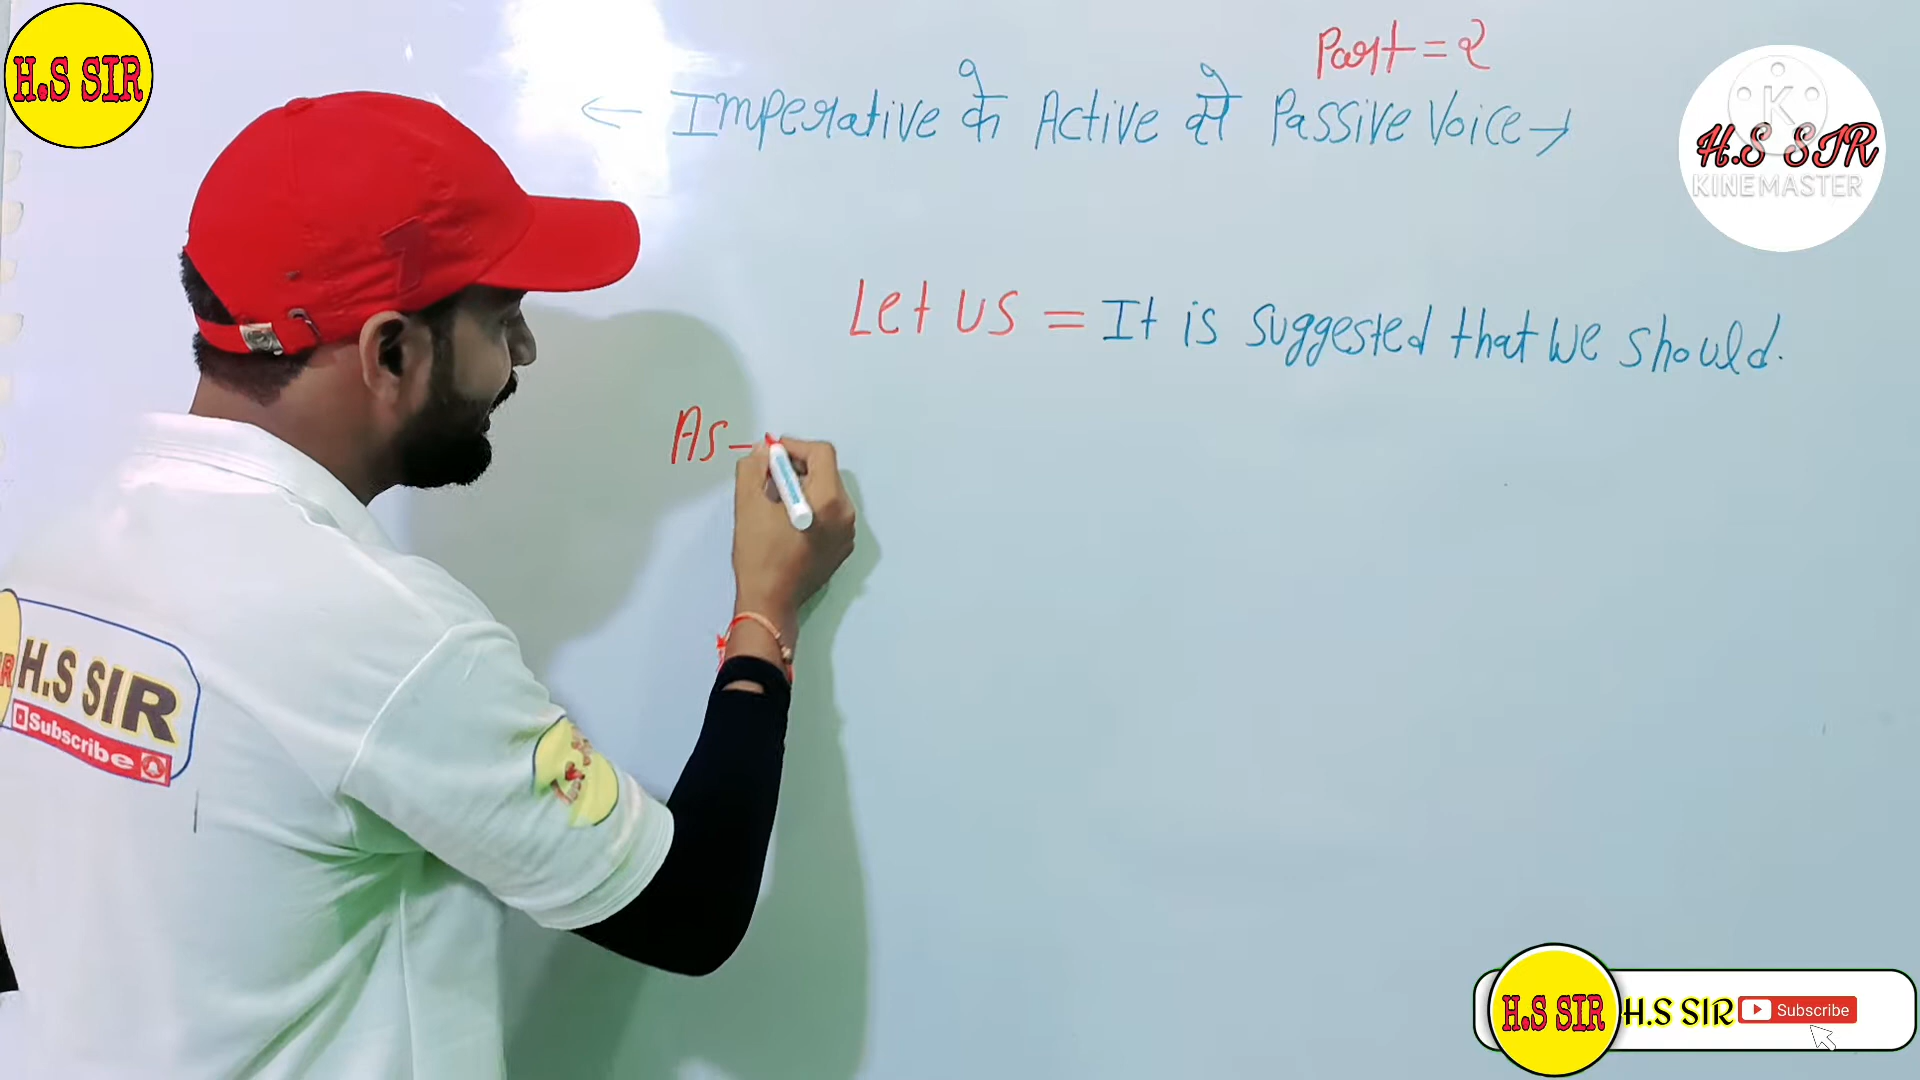 H.S SIR
Part = २
← Imperative के Active से Passive Voice →
H.S SIR
K
KINEMASTER
Let us = It is suggested that we should.
As -
H.S SIR
Subscribe
H.S SIR
H.S SIR
Subscribe